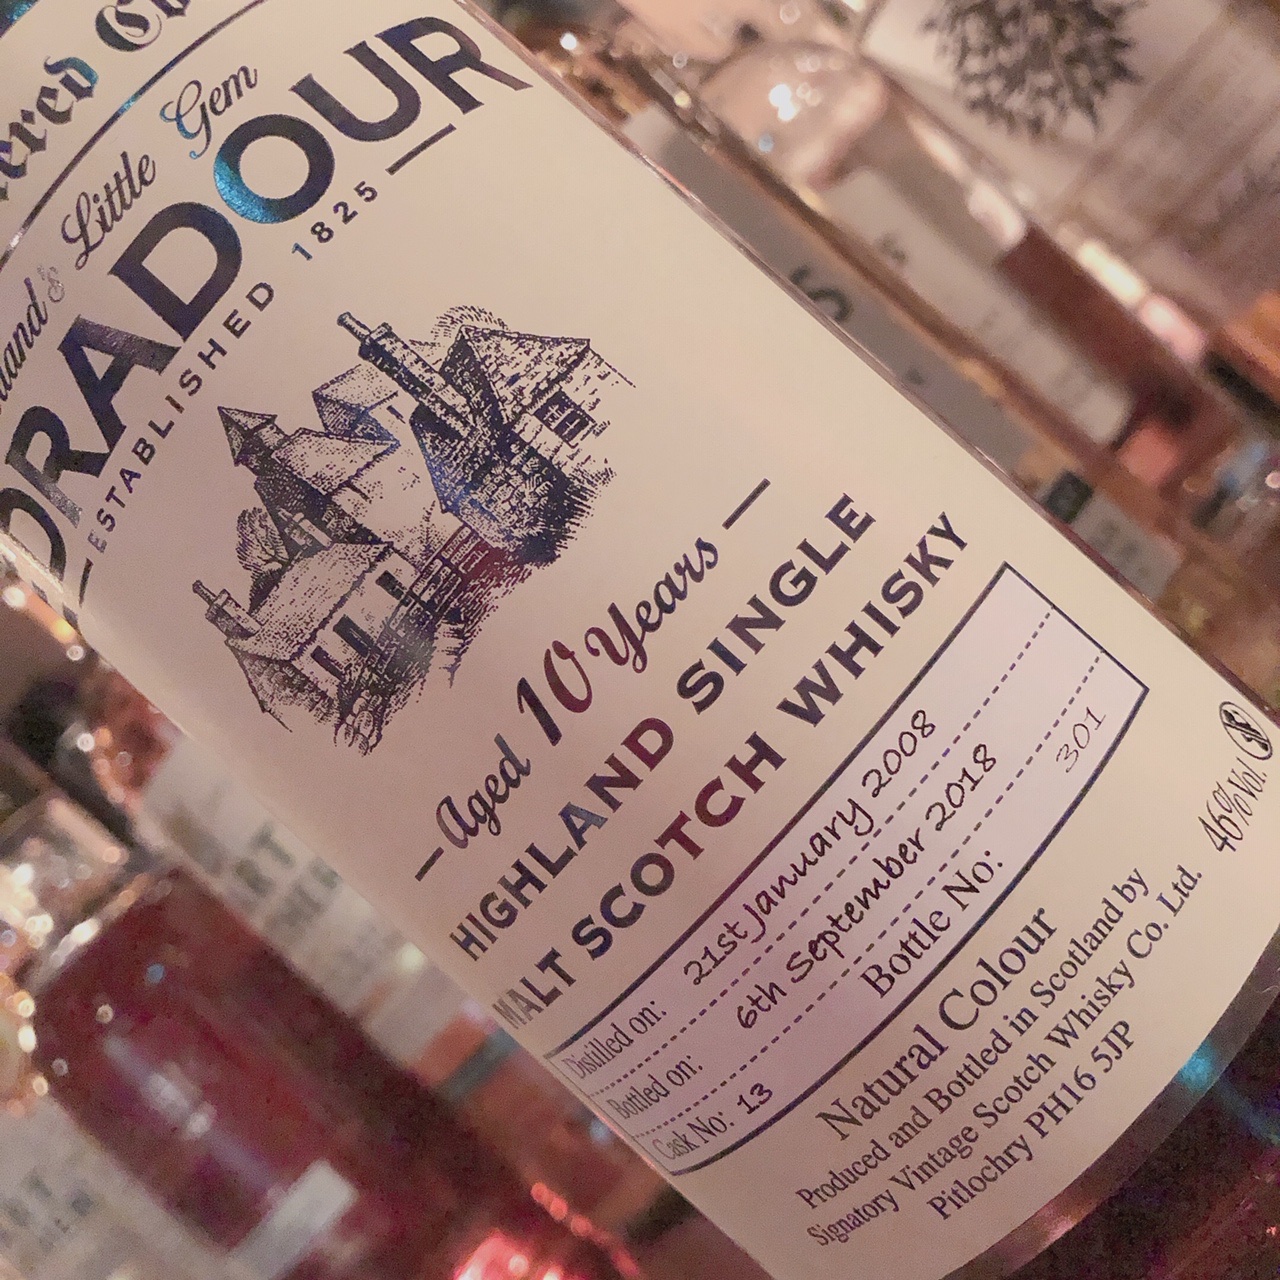 Little Gem
DRADOUR
ESTABLISHED 1825
Aged 10 Years
HIGHLAND SINGLE
MALT SCOTCH WHISKY
Distilled on: 21st January 2008
Bottled on: 6th September 2018
Cask No: 13 Bottle No: 301
Natural Colour
46%Vol.
Produced and Bottled in Scotland by
Signatory Vintage Scotch Whisky Co. Ltd.
Pitlochry PH16 5JP